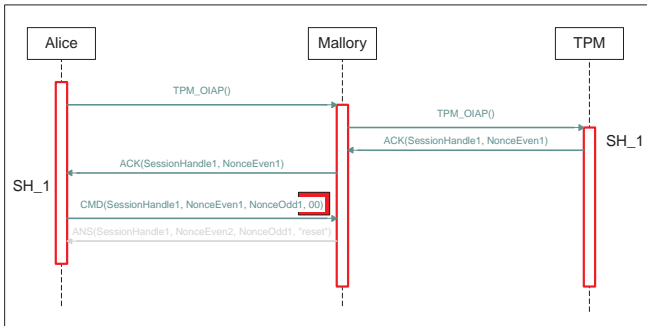 Alice
Mallory
TPM
TPM_OIAP()
TPM_OIAP()
ACK(SessionHandle1, NonceEven1)
SH_1
ACK(SessionHandle1, NonceEven1)
SH_1
CMD(SessionHandle1, NonceEven1, NonceOdd1, 00)
ANS(SessionHandle1, NonceEven2, NonceOdd1, "reset")